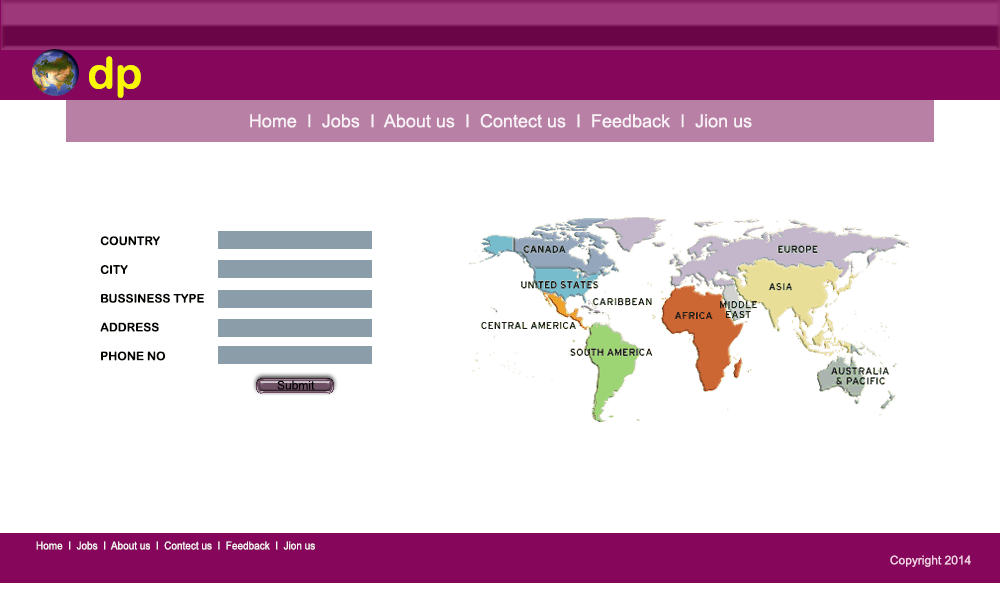 dp
Home I Jobs I About us I Contect us I Feedback I Jion us
COUNTRY
CITY
BUSSINESS TYPE
ADDRESS
PHONE NO
Submit
CANADA
EUROPE
UNITED STATES
ASIA
CARIBBEAN
MIDDLE
EAST
AFRICA
CENTRAL AMERICA
SOUTH AMERICA
AUSTRALIA
& PACIFIC
Home I Jobs I About us I Contect us I Feedback I Jion us
Copyright 2014